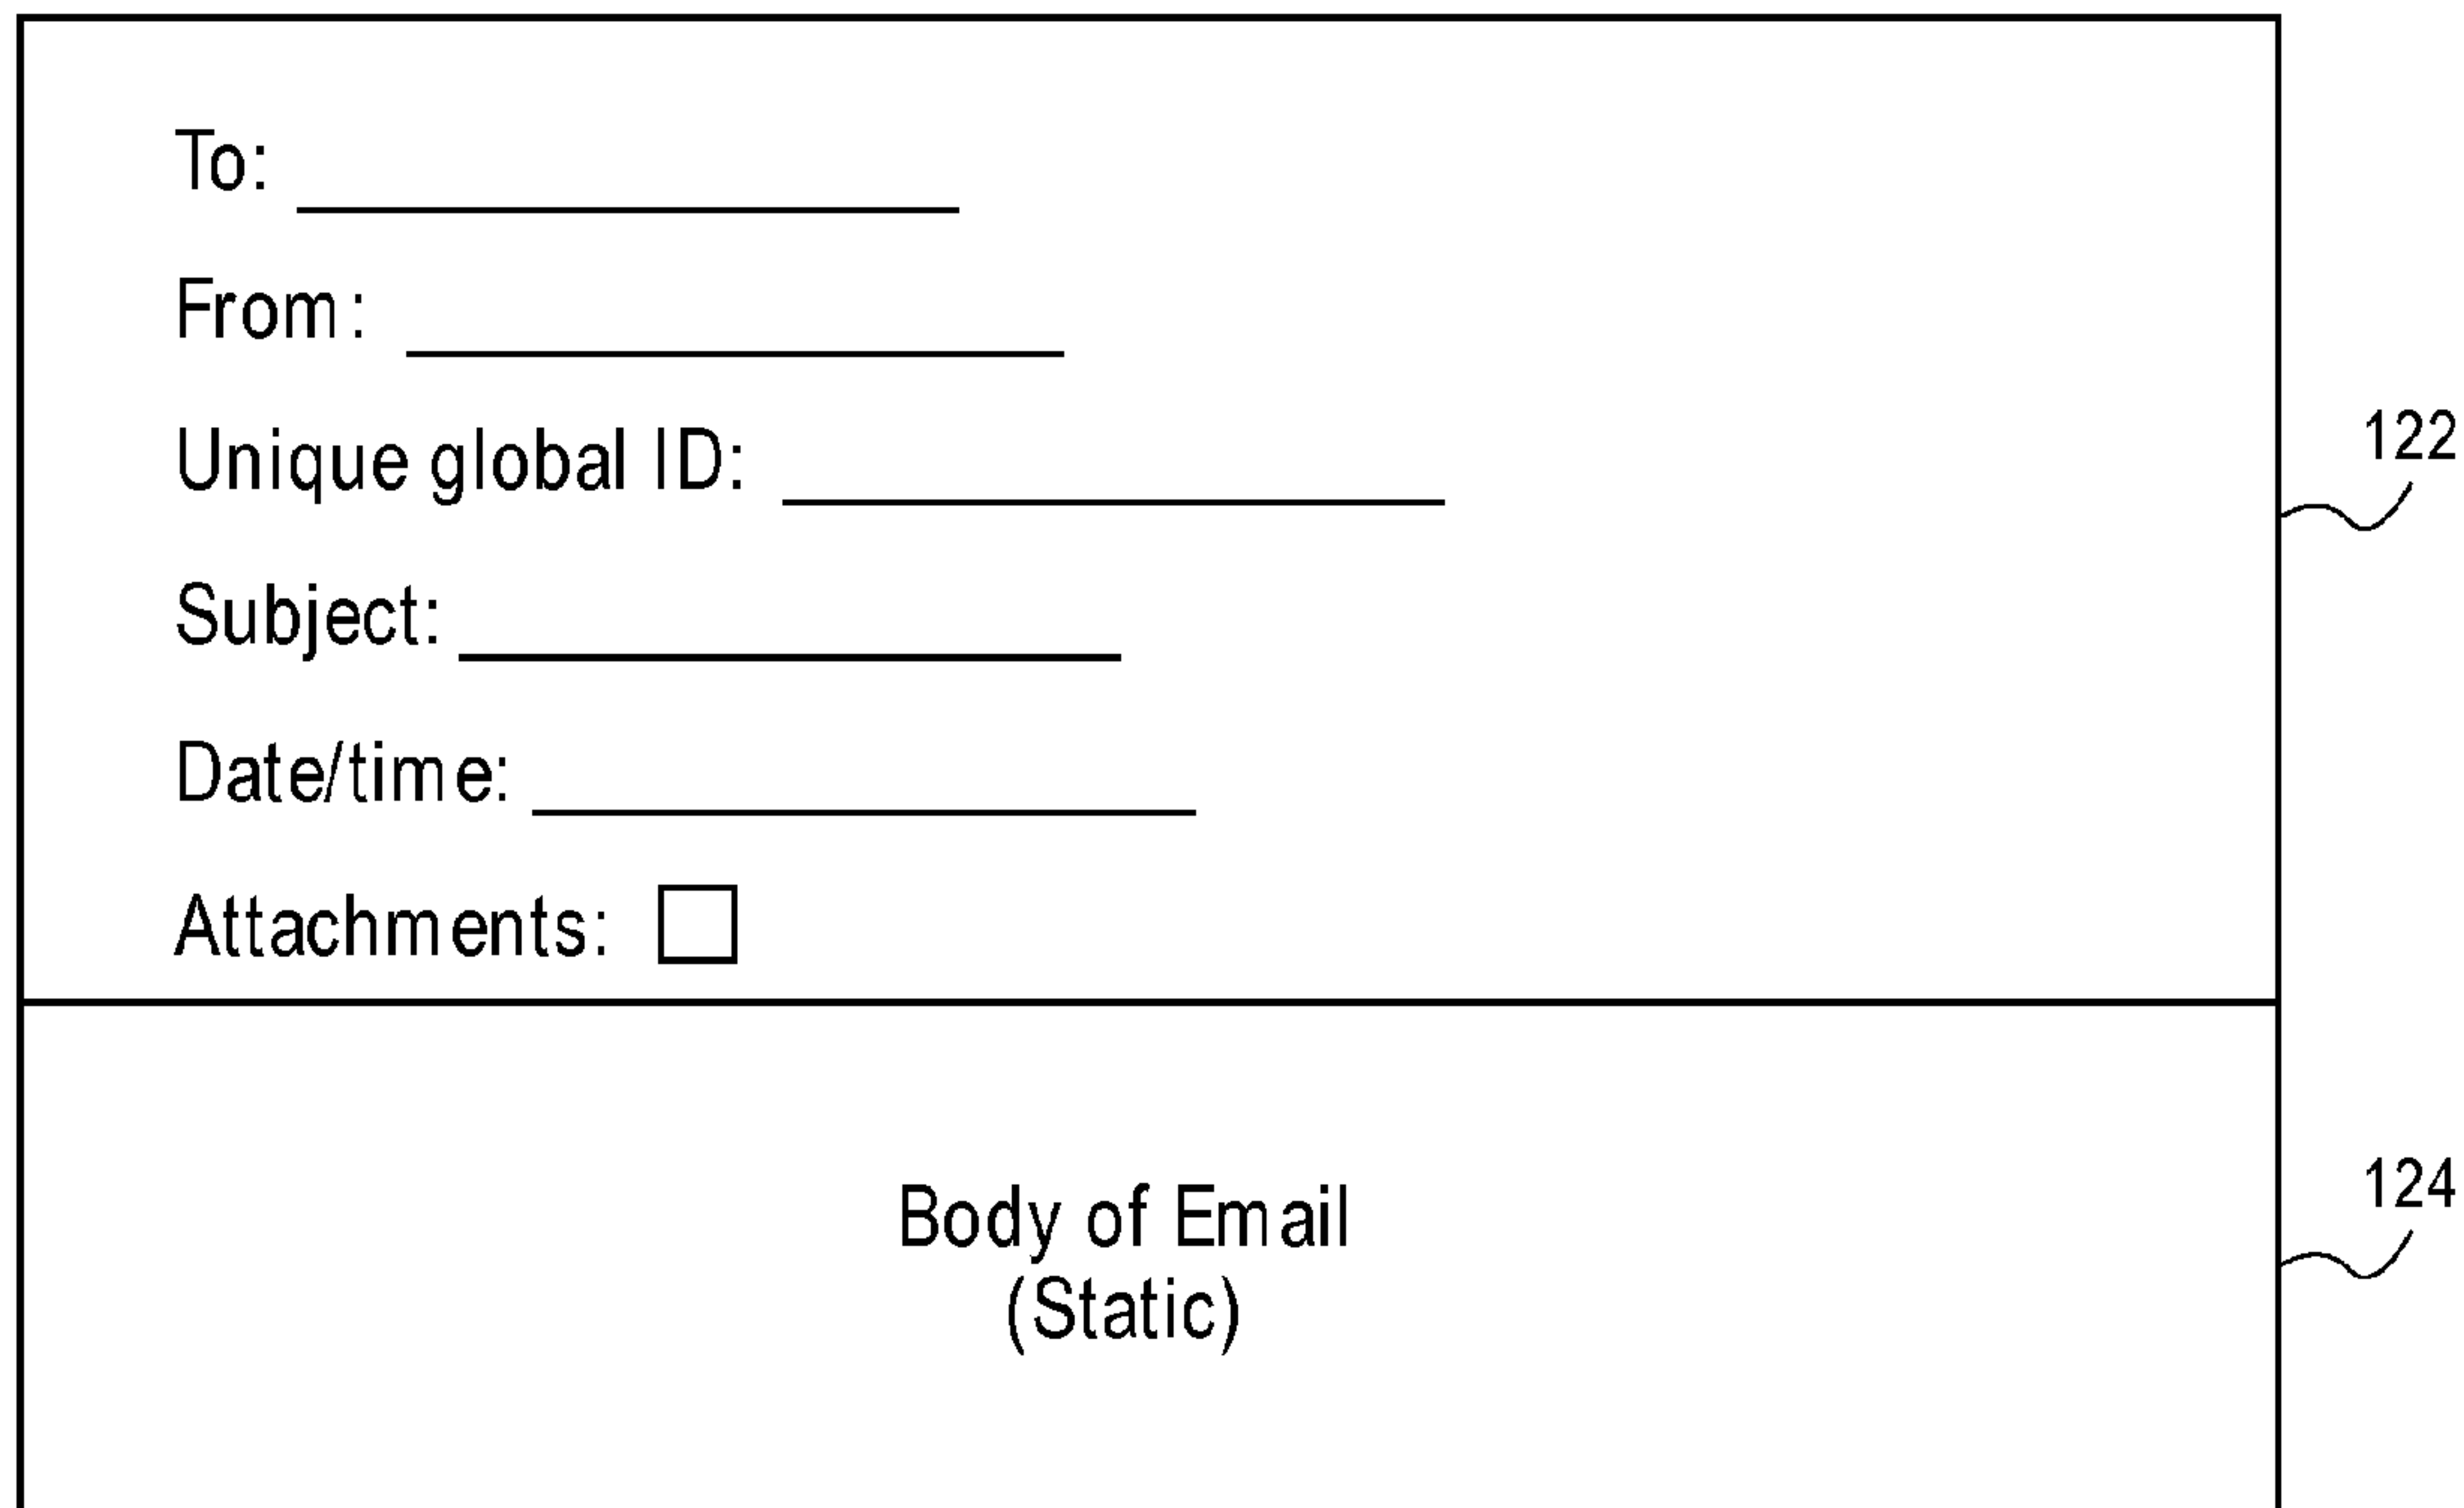 To:
From:
Unique global ID:
122
Subject:
Date/time:
Attachments:
124
Body of Email
(Static)